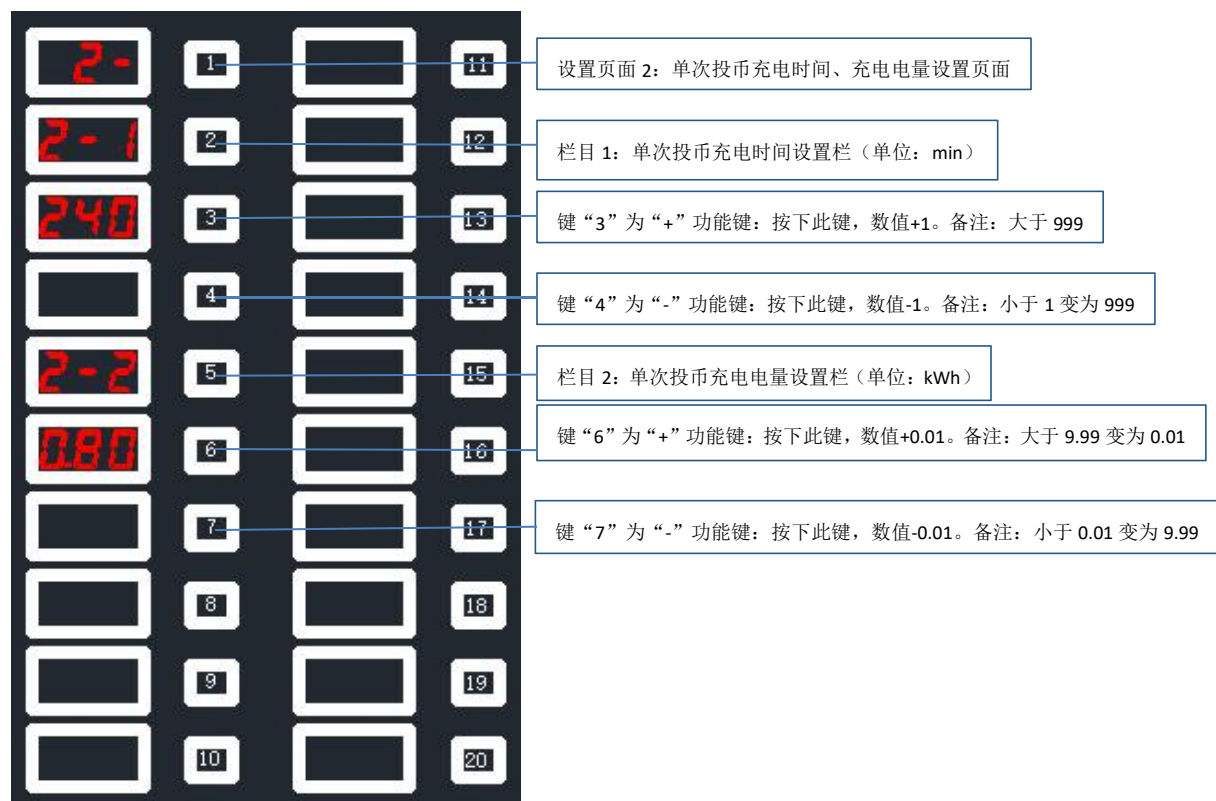 2- 1 11 设置页面 2：单次投币充电时间、充电电量设置页面
2-1 2 12 栏目 1：单次投币充电时间设置栏（单位：min）
240 3 13 键“3”为“+”功能键：按下此键，数值+1。备注：大于 999
4 14 键“4”为“-”功能键：按下此键，数值-1。备注：小于 1 变为 999
2-2 5 15 栏目 2：单次投币充电电量设置栏（单位：kWh）
0.80 6 16 键“6”为“+”功能键：按下此键，数值+0.01。备注：大于 9.99 变为 0.01
7 17 键“7”为“-”功能键：按下此键，数值-0.01。备注：小于 0.01 变为 9.99
8 18
9 19
10 20